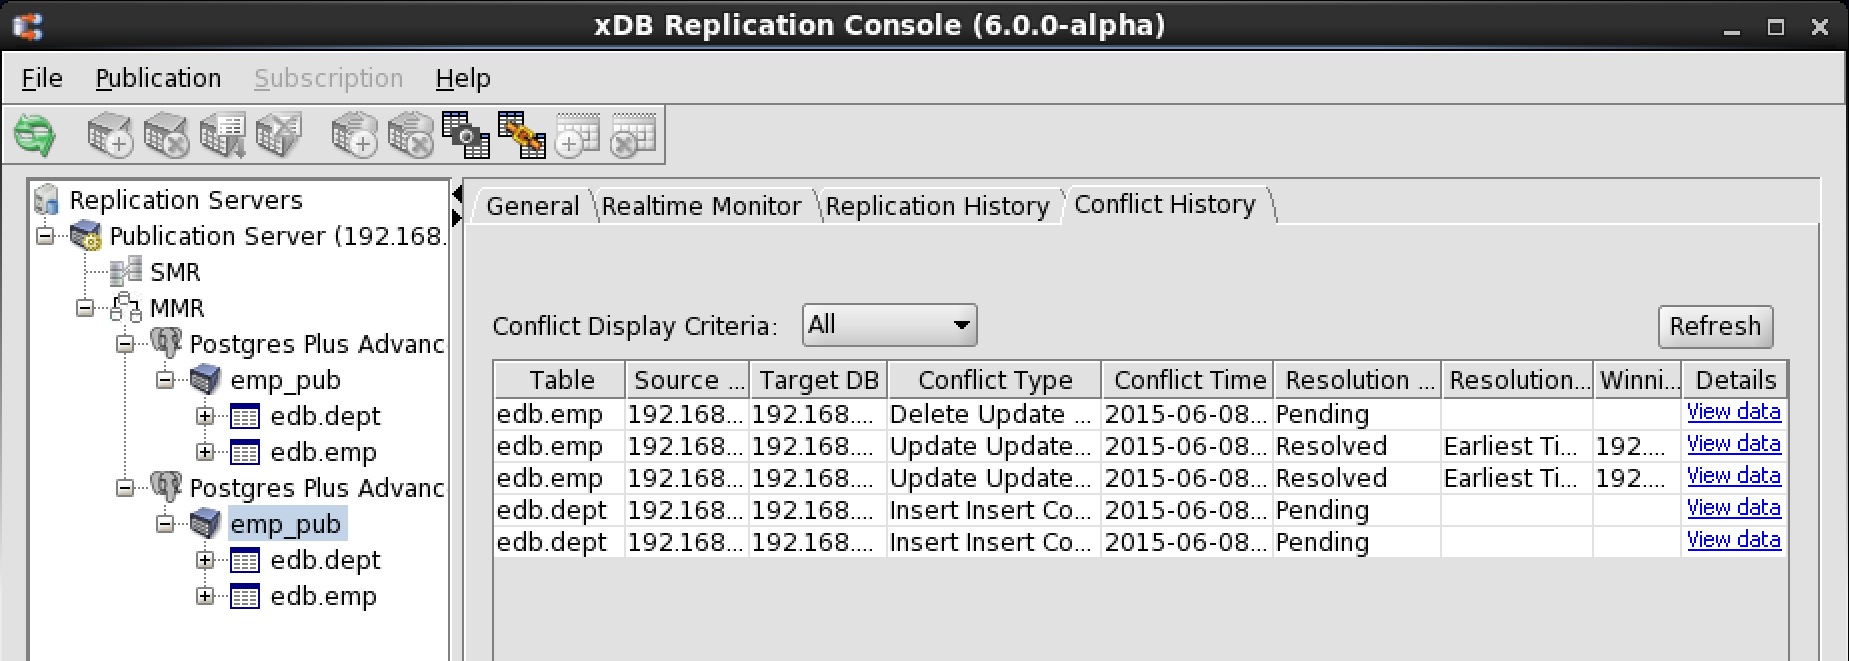 xDB Replication Console (6.0.0-alpha)
File Publication Subscription Help
Replication Servers
Publication Server (192.168.
SMR
MMR
Postgres Plus Advanc
emp_pub
edb.dept
edb.emp
Postgres Plus Advanc
emp_pub
edb.dept
edb.emp
General Realtime Monitor Replication History Conflict History
Conflict Display Criteria: All Refresh
Table Source ... Target DB Conflict Type Conflict Time Resolution ... Resolution... Winni... Details
edb.emp 192.168... 192.168.... Delete Update ... 2015-06-08... Pending View data
edb.emp 192.168... 192.168.... Update Update... 2015-06-08... Resolved Earliest Ti... 192.... View data
edb.emp 192.168... 192.168.... Update Update... 2015-06-08... Resolved Earliest Ti... 192.... View data
edb.dept 192.168... 192.168.... Insert Insert Co... 2015-06-08... Pending View data
edb.dept 192.168... 192.168.... Insert Insert Co... 2015-06-08... Pending View data